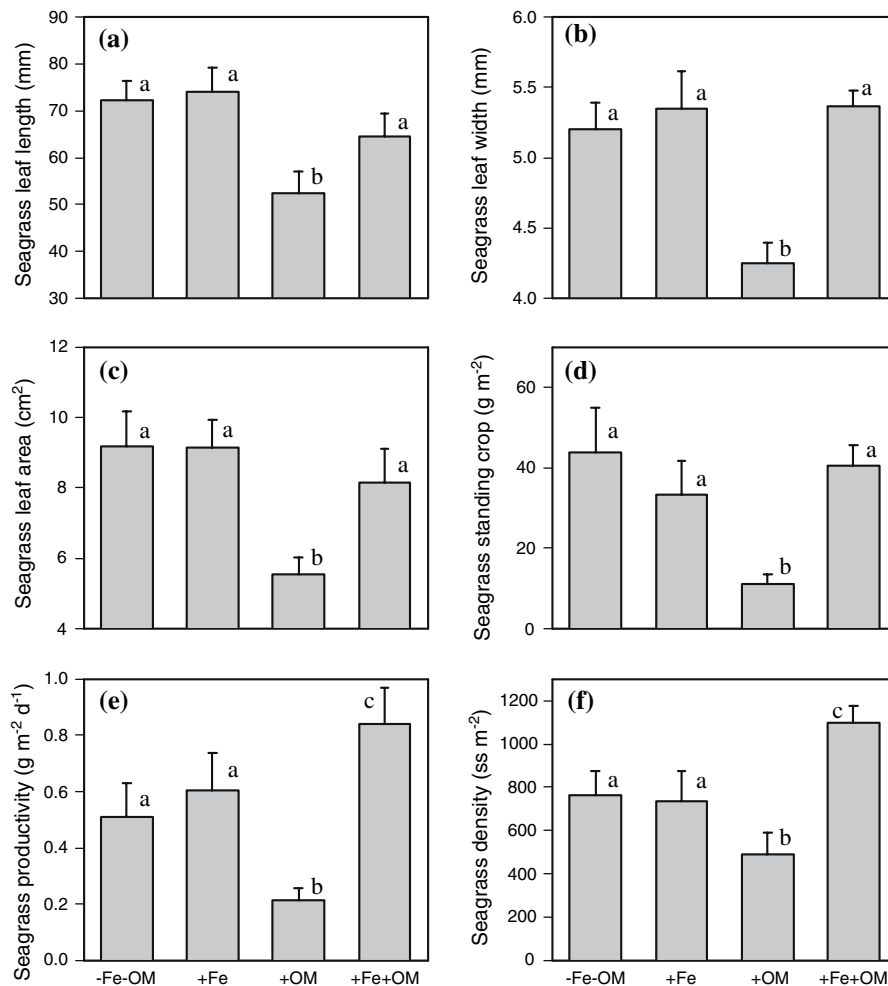 (a)
Seagrass leaf length (mm)
90
80
70
60
50
40
30
a
a
b
a
(b)
Seagrass leaf width (mm)
6.0
5.5
5.0
4.5
4.0
a
a
b
a
(c)
Seagrass leaf area (cm²)
12
10
8
6
4
a
a
b
a
(d)
Seagrass standing crop (g m⁻²)
60
40
20
0
a
a
b
a
(e)
Seagrass productivity (g m⁻² d⁻¹)
1.0
0.8
0.6
0.4
0.2
0.0
a
a
b
c
-Fe-OM
+Fe
+OM
+Fe+OM
(f)
Seagrass density (ss m⁻²)
1200
1000
800
600
400
200
0
a
a
b
c
-Fe-OM
+Fe
+OM
+Fe+OM